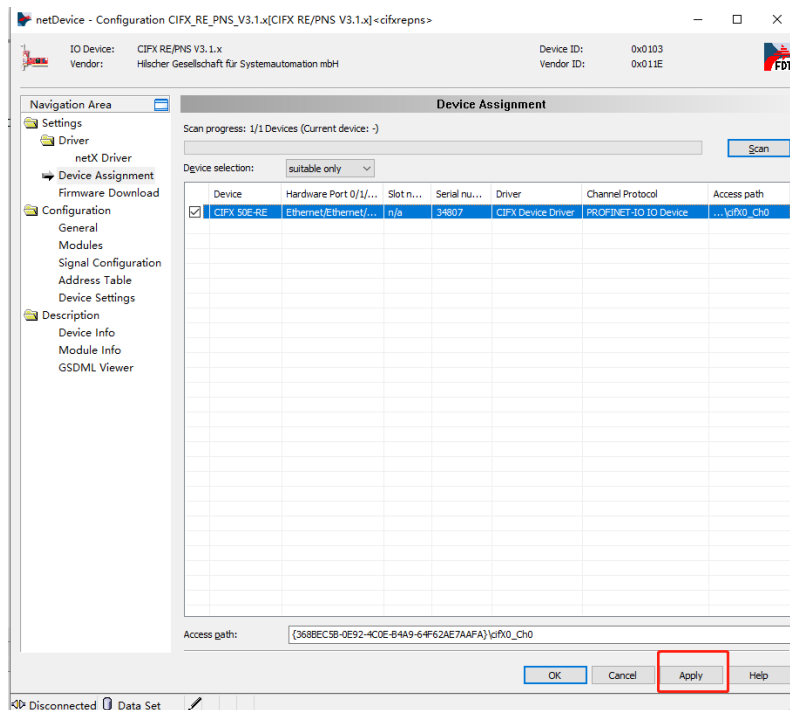 netDevice - Configuration CIFX_RE_PNS_V3.1.x[CIFX RE/PNS V3.1.x]<cifxrepns>
IO Device: CIFX RE/PNS V3.1.x Device ID: 0x0103
Vendor: Hilscher Gesellschaft für Systemautomation mbH Vendor ID: 0x011E
FDT
Navigation Area Device Assignment
Settings
Driver
netX Driver
Device Assignment
Firmware Download
Configuration
General
Modules
Signal Configuration
Address Table
Device Settings
Description
Device Info
Module Info
GSDML Viewer
Scan progress: 1/1 Devices (Current device: -)
Scan
Device selection: suitable only
Device Hardware Port 0/1/... Slot n... Serial nu... Driver Channel Protocol Access path
CIFX 50E-RE Ethernet/Ethernet/... n/a 34807 CIFX Device Driver PROFINET-IO IO Device ...\cifX0_Ch0
Access path: {368BEC5B-0E92-4C0E-B4A9-64F62AE7AAFA}\cifX0_Ch0
OK Cancel Apply Help
Disconnected Data Set